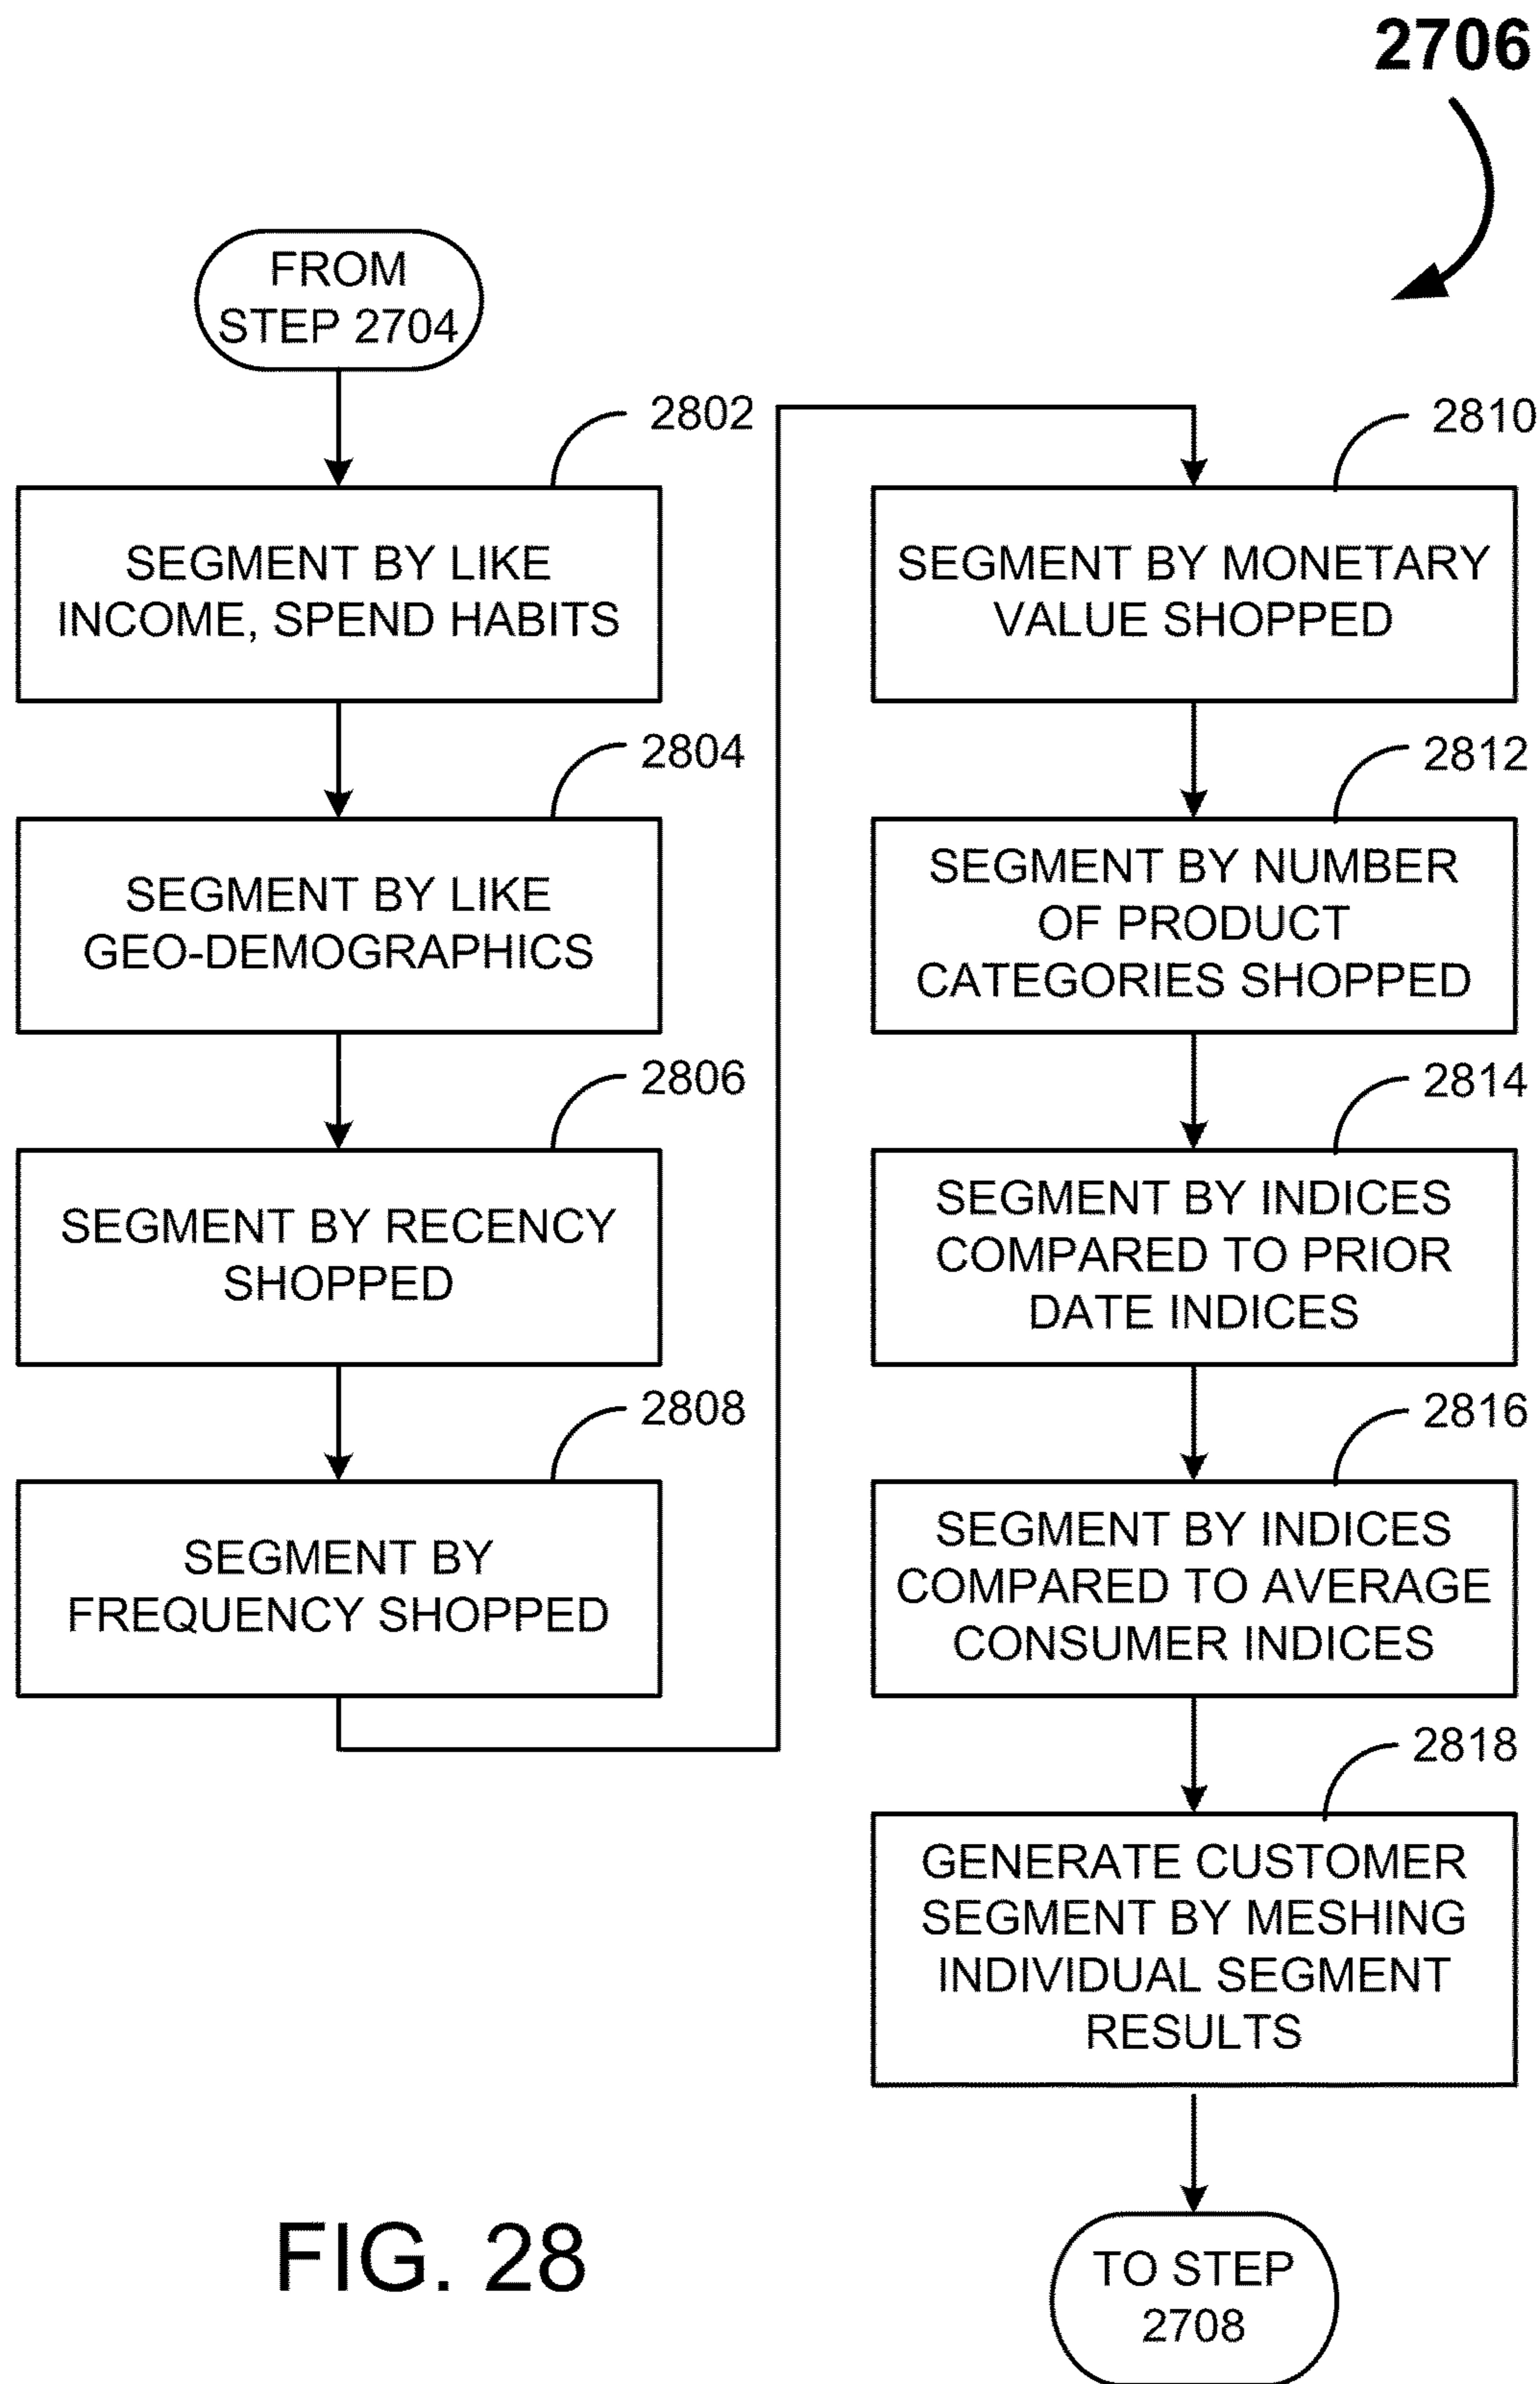 2706
FROM
STEP 2704
2802
SEGMENT BY LIKE
INCOME, SPEND HABITS
2804
SEGMENT BY LIKE
GEO-DEMOGRAPHICS
2806
SEGMENT BY RECENCY
SHOPPED
2808
SEGMENT BY
FREQUENCY SHOPPED
2810
SEGMENT BY MONETARY
VALUE SHOPPED
2812
SEGMENT BY NUMBER
OF PRODUCT
CATEGORIES SHOPPED
2814
SEGMENT BY INDICES
COMPARED TO PRIOR
DATE INDICES
2816
SEGMENT BY INDICES
COMPARED TO AVERAGE
CONSUMER INDICES
2818
GENERATE CUSTOMER
SEGMENT BY MESHING
INDIVIDUAL SEGMENT
RESULTS
TO STEP
2708
FIG. 28